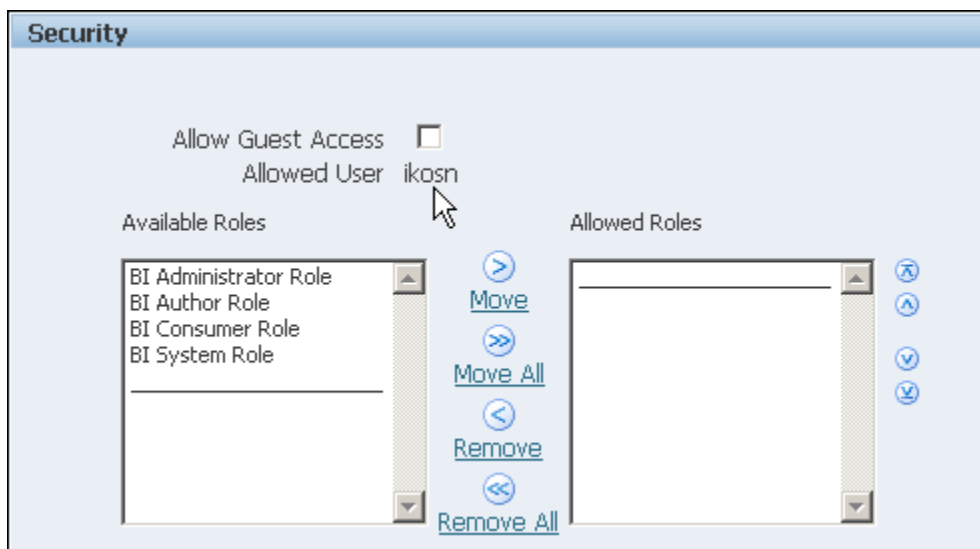 Security
Allow Guest Access
Allowed User ikosn
Available Roles
Allowed Roles
BI Administrator Role
BI Author Role
BI Consumer Role
BI System Role
Move
Move All
Remove
Remove All